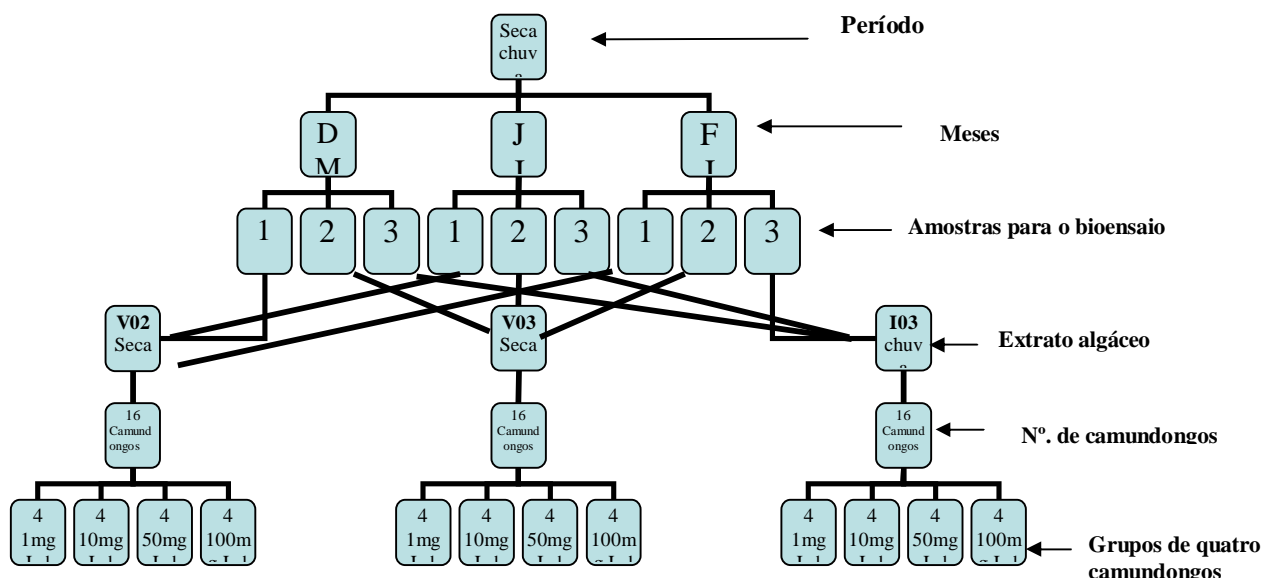 Seca
chuv
Período
D
M
J
F
Meses
1
2
3
1
2
3
1
2
3
Amostras para o bioensaio
V02
Seca
V03
Seca
I03
chuv
Extrato algáceo
16
Camund
ongos
16
Camund
ongos
16
Camund
ongos
Nº. de camundongos
4
1mg
4
10mg
4
50mg
4
100m
4
1mg
4
10mg
4
50mg
4
100m
4
1mg
4
10mg
4
50mg
4
100m
Grupos de quatro
camundongos